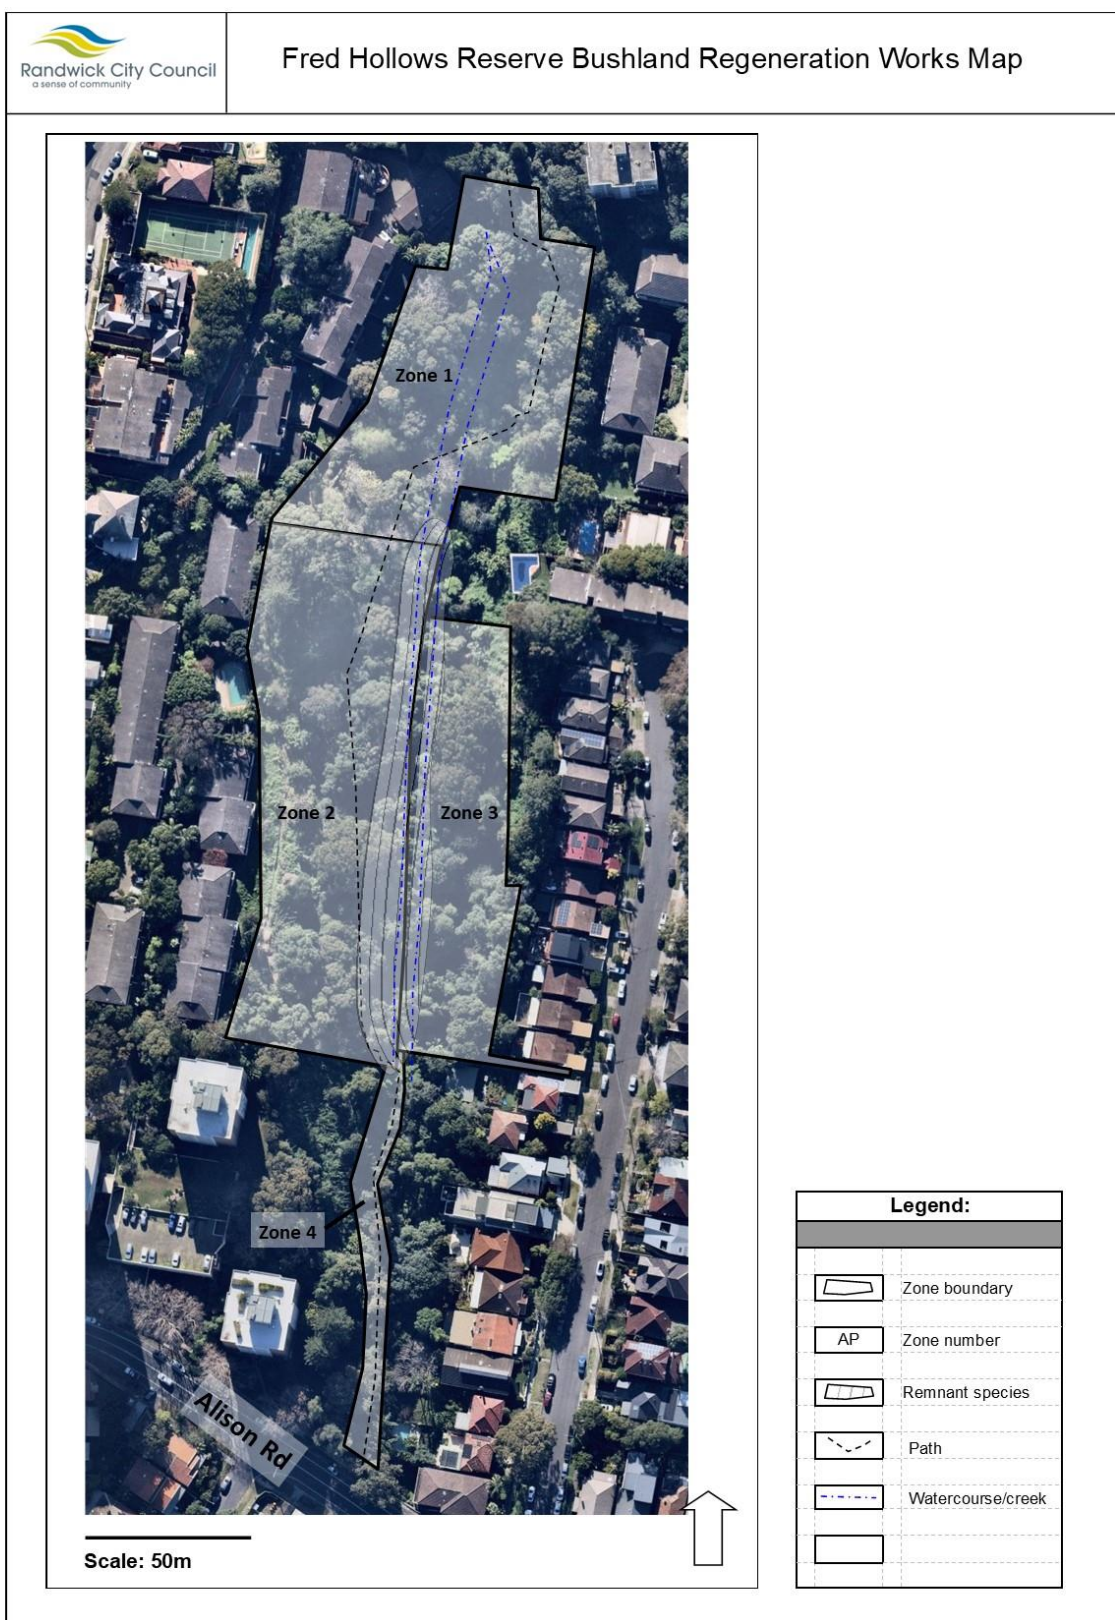 Randwick City Council
a sense of community
Fred Hollows Reserve Bushland Regeneration Works Map
Zone 1
Zone 2
Zone 3
Zone 4
Alison Rd
Scale: 50m
Legend:
Zone boundary
AP
Zone number
Remnant species
Path
Watercourse/creek